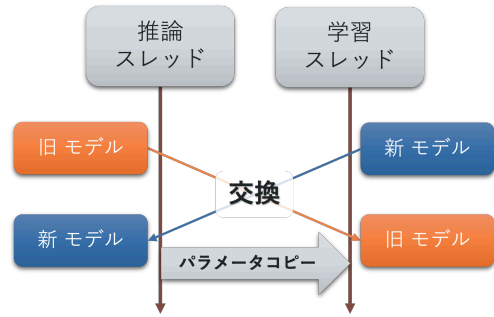 推論
スレッド
学習
スレッド
旧 モデル
新 モデル
交換
新 モデル
旧 モデル
パラメータコピー